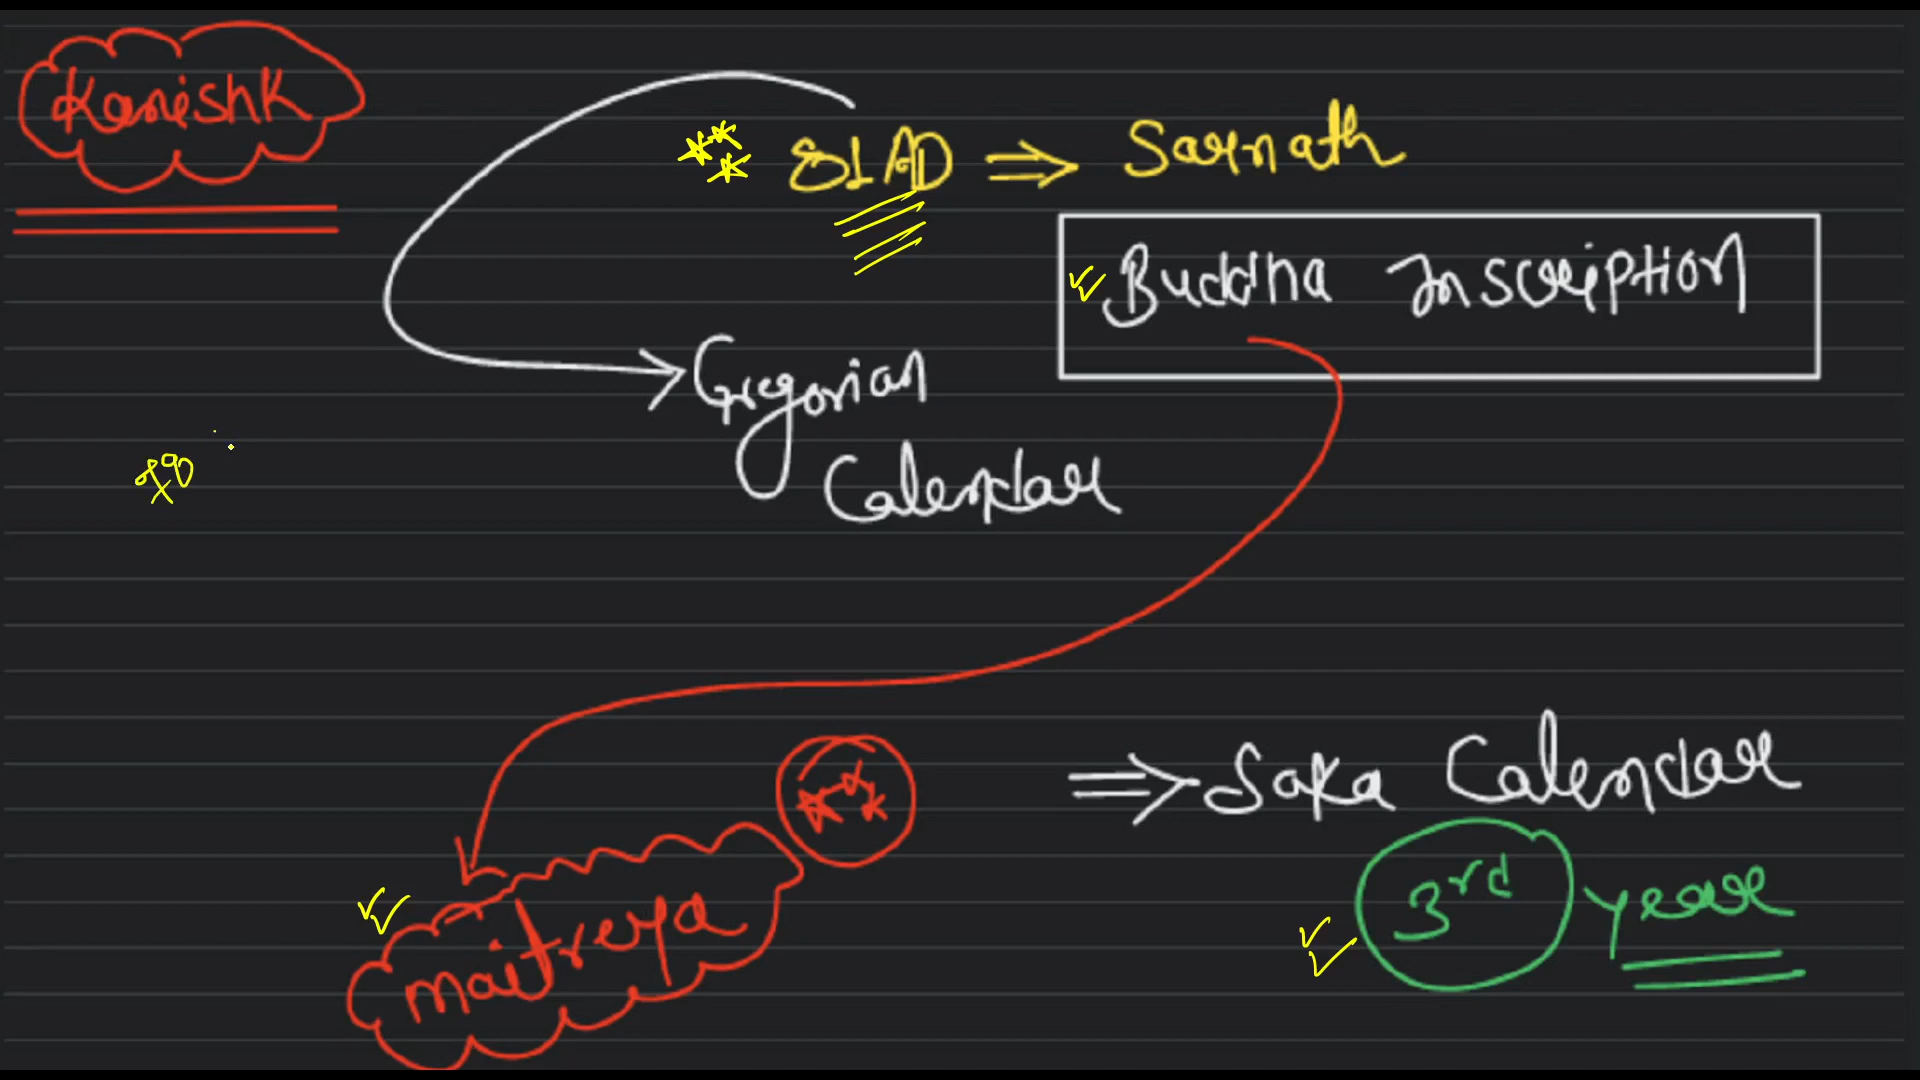 Kanishk
81 AD ⇒ Sarnath
Buddha Inscription
Gregorian
Calendar
⇒ Saka Calendar
3rd year
maitreya